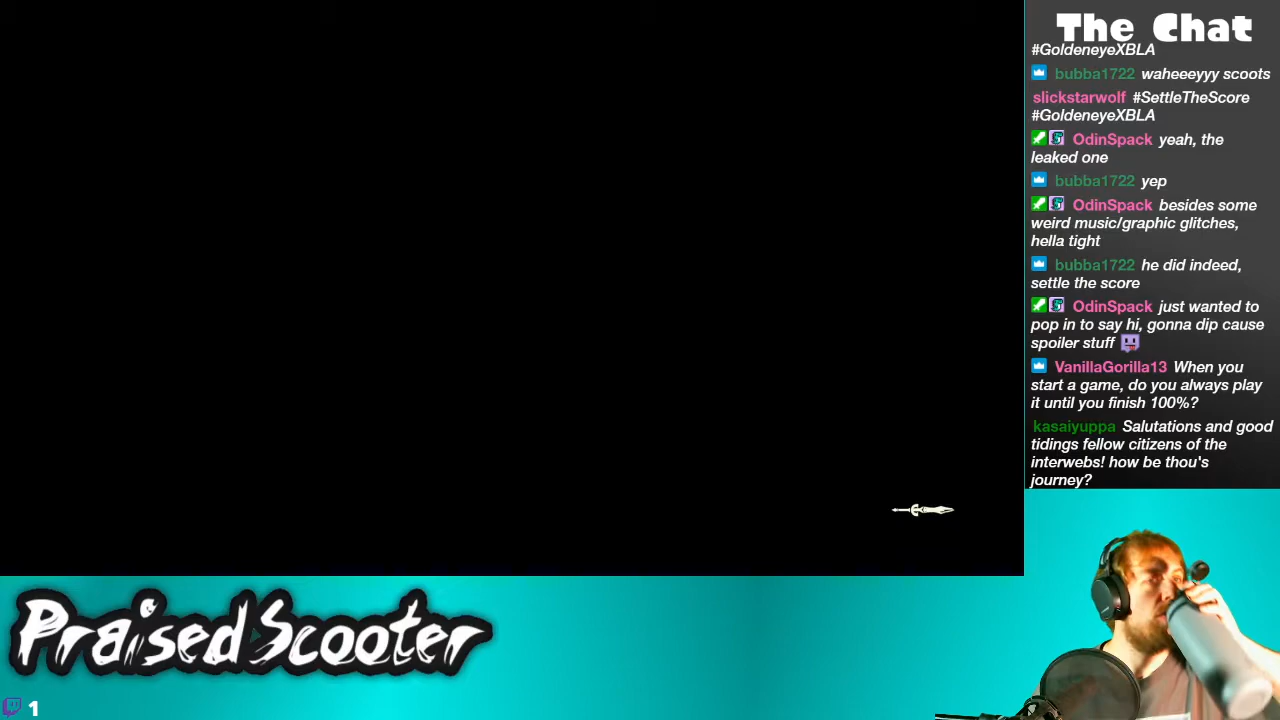 The Chat
#GoldeneyeXBLA
bubba1722 waheeeyyy scoots
slickstarwolf #SettleTheScore
#GoldeneyeXBLA
OdinSpack yeah, the
leaked one
bubba1722 yep
OdinSpack besides some
weird music/graphic glitches,
hella tight
bubba1722 he did indeed,
settle the score
OdinSpack just wanted to
pop in to say hi, gonna dip cause
spoiler stuff
VanillaGorilla13 When you
start a game, do you always play
it until you finish 100%?
kasaiyuppa Salutations and good
tidings fellow citizens of the
interwebs! how be thou's
journey?
PraisedScooter
1